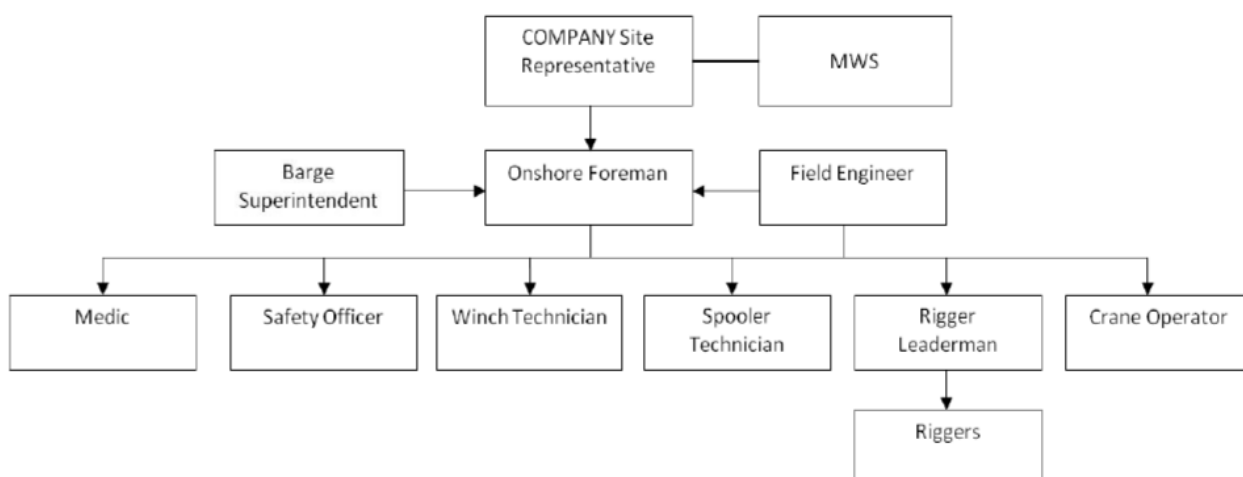 COMPANY Site
Representative
MWS
Barge
Superintendent
Onshore Foreman
Field Engineer
Medic
Safety Officer
Winch Technician
Spooler
Technician
Rigger
Leaderman
Crane Operator
Riggers